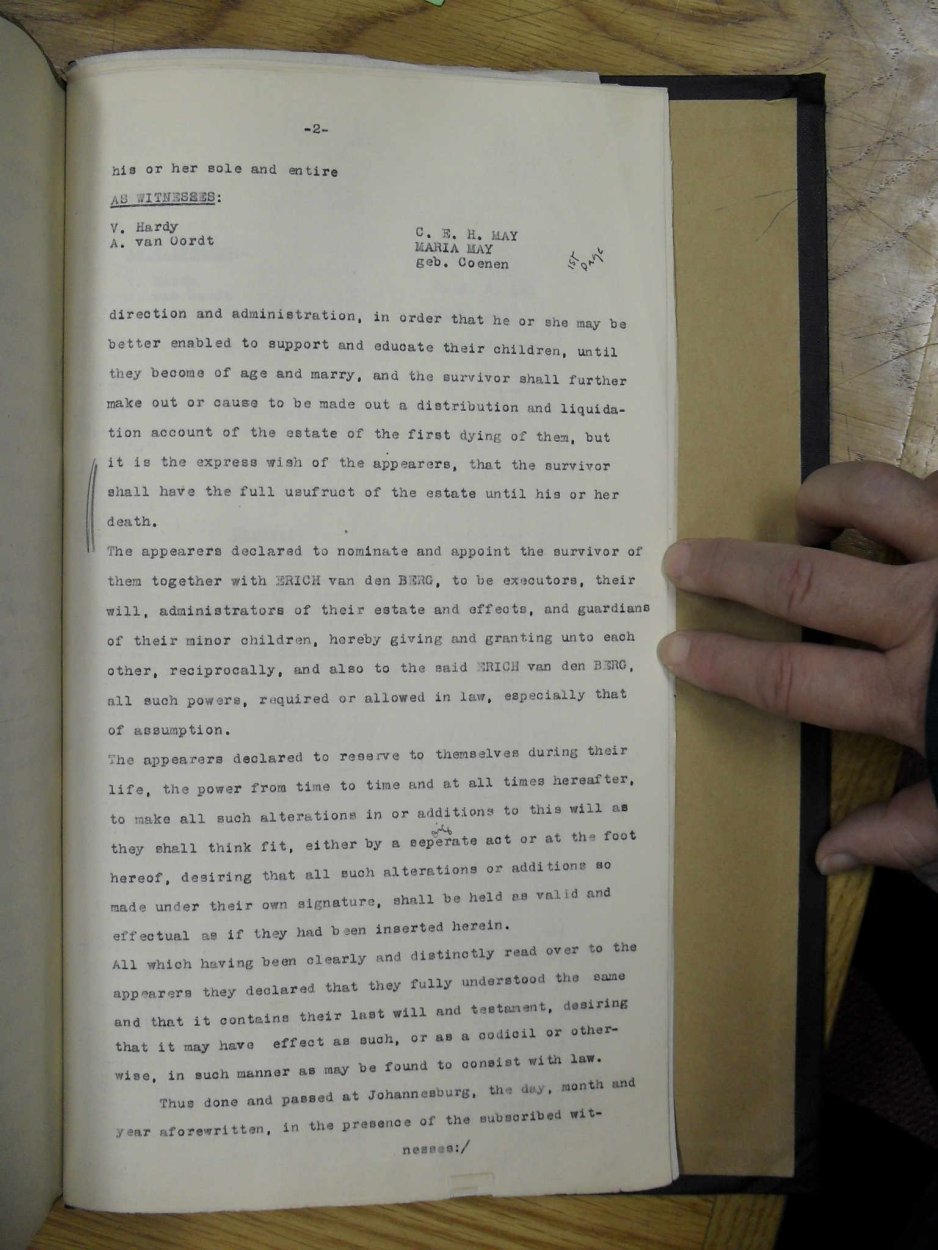 -2-
his or her sole and entire
AS WITNESSES:
V. Hardy
A. van Oordt
C. E. H. MAY
MARIA MAY
geb. Coenen
1st page
direction and administration, in order that he or she may be
better enabled to support and educate their children, until
they become of age and marry, and the survivor shall further
make out or cause to be made out a distribution and liquida-
tion account of the estate of the first dying of them, but
it is the express wish of the appearers, that the survivor
shall have the full usufruct of the estate until his or her
death.
The appearers declared to nominate and appoint the survivor of
them together with ERICH van den BERG, to be executors, their
will, administrators of their estate and effects, and guardians
of their minor children, hereby giving and granting unto each
other, reciprocally, and also to the said ERICH van den BERG,
all such powers, required or allowed in law, especially that
of assumption.
The appearers declared to reserve to themselves during their
life, the power from time to time and at all times hereafter,
to make all such alterations in or additions to this will as
they shall think fit, either by a seperate act or at the foot
hereof, desiring that all such alterations or additions so
made under their own signature, shall be held as valid and
effectual as if they had been inserted herein.
All which having been clearly and distinctly read over to the
appearers they declared that they fully understood the same
and that it contains their last will and testament, desiring
that it may have effect as such, or as a codicil or other-
wise, in such manner as may be found to consist with law.
Thus done and passed at Johannesburg, the day, month and
year aforewritten, in the presence of the subscribed wit-
nesses:/